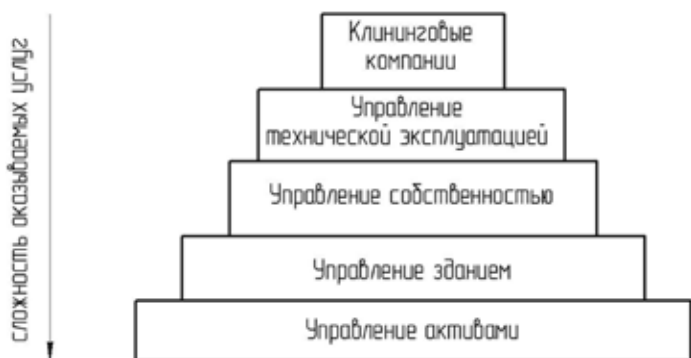 сложность оказываемых услуг
Клининговые
компании
Управление
технической эксплуатацией
Управление собственностью
Управление зданием
Управление активами